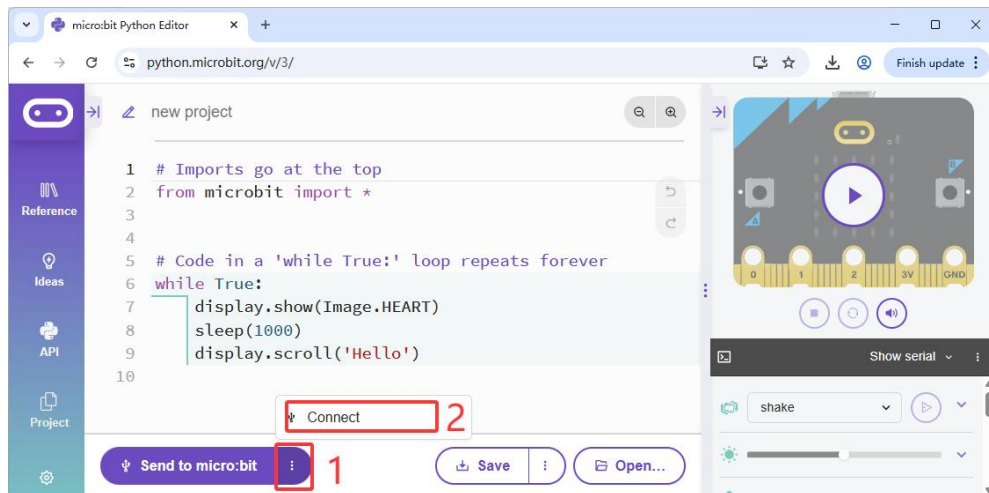 micro:bit Python Editor
python.microbit.org/v/3/
Finish update
new project
Reference
Ideas
API
Project
1 # Imports go at the top
2 from microbit import *
3
4
5 # Code in a 'while True:' loop repeats forever
6 while True:
7 display.show(Image.HEART)
8 sleep(1000)
9 display.scroll('Hello')
10
Connect
2
Send to micro:bit
1
Save
Open...
A
B
0 1 2 3V GND
Show serial
shake